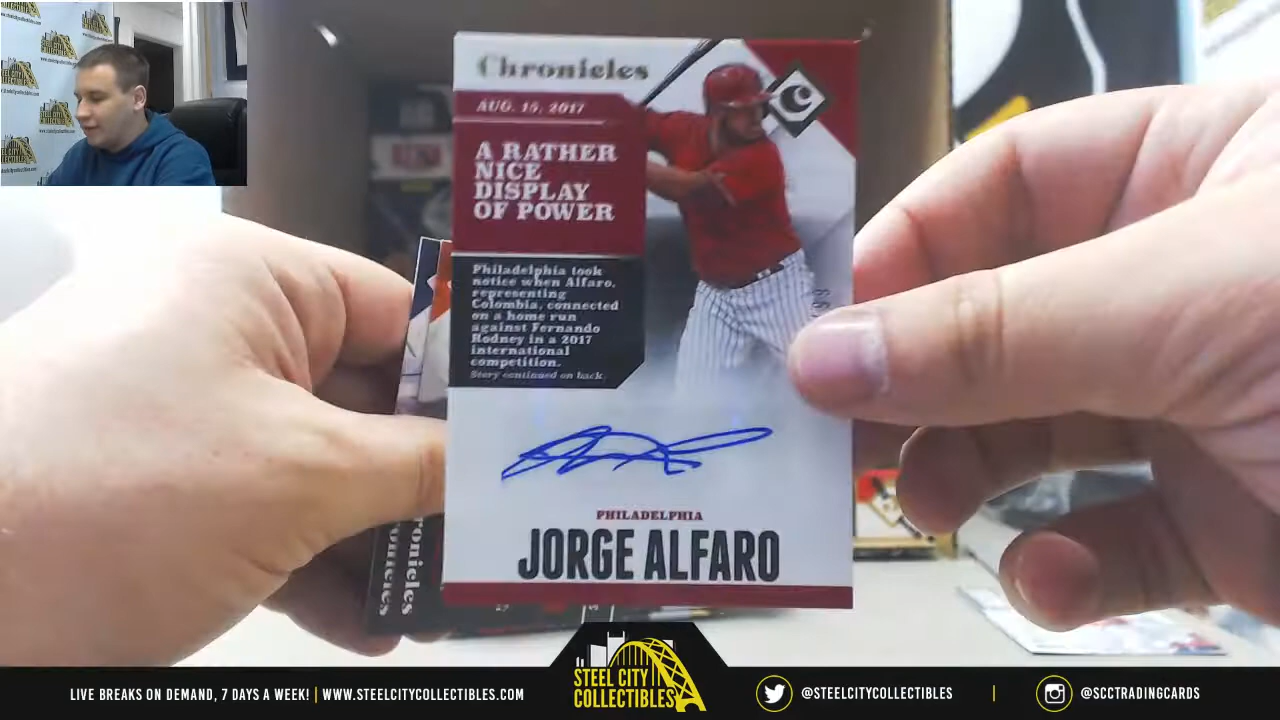 Chronicles
AUG. 15, 2017
A RATHER
NICE
DISPLAY
OF POWER
Philadelphia took
notice when Alfaro,
representing
Colombia, connected
on a home run
against Fernando
Rodney in a 2017
international
competition.
Story continued on back.
PHILADELPHIA
JORGE ALFARO
STEEL CITY
COLLECTIBLES
LIVE BREAKS ON DEMAND, 7 DAYS A WEEK! | WWW.STEELCITYCOLLECTIBLES.COM
@STEELCITYCOLLECTIBLES | @SCCTRADINGCARDS